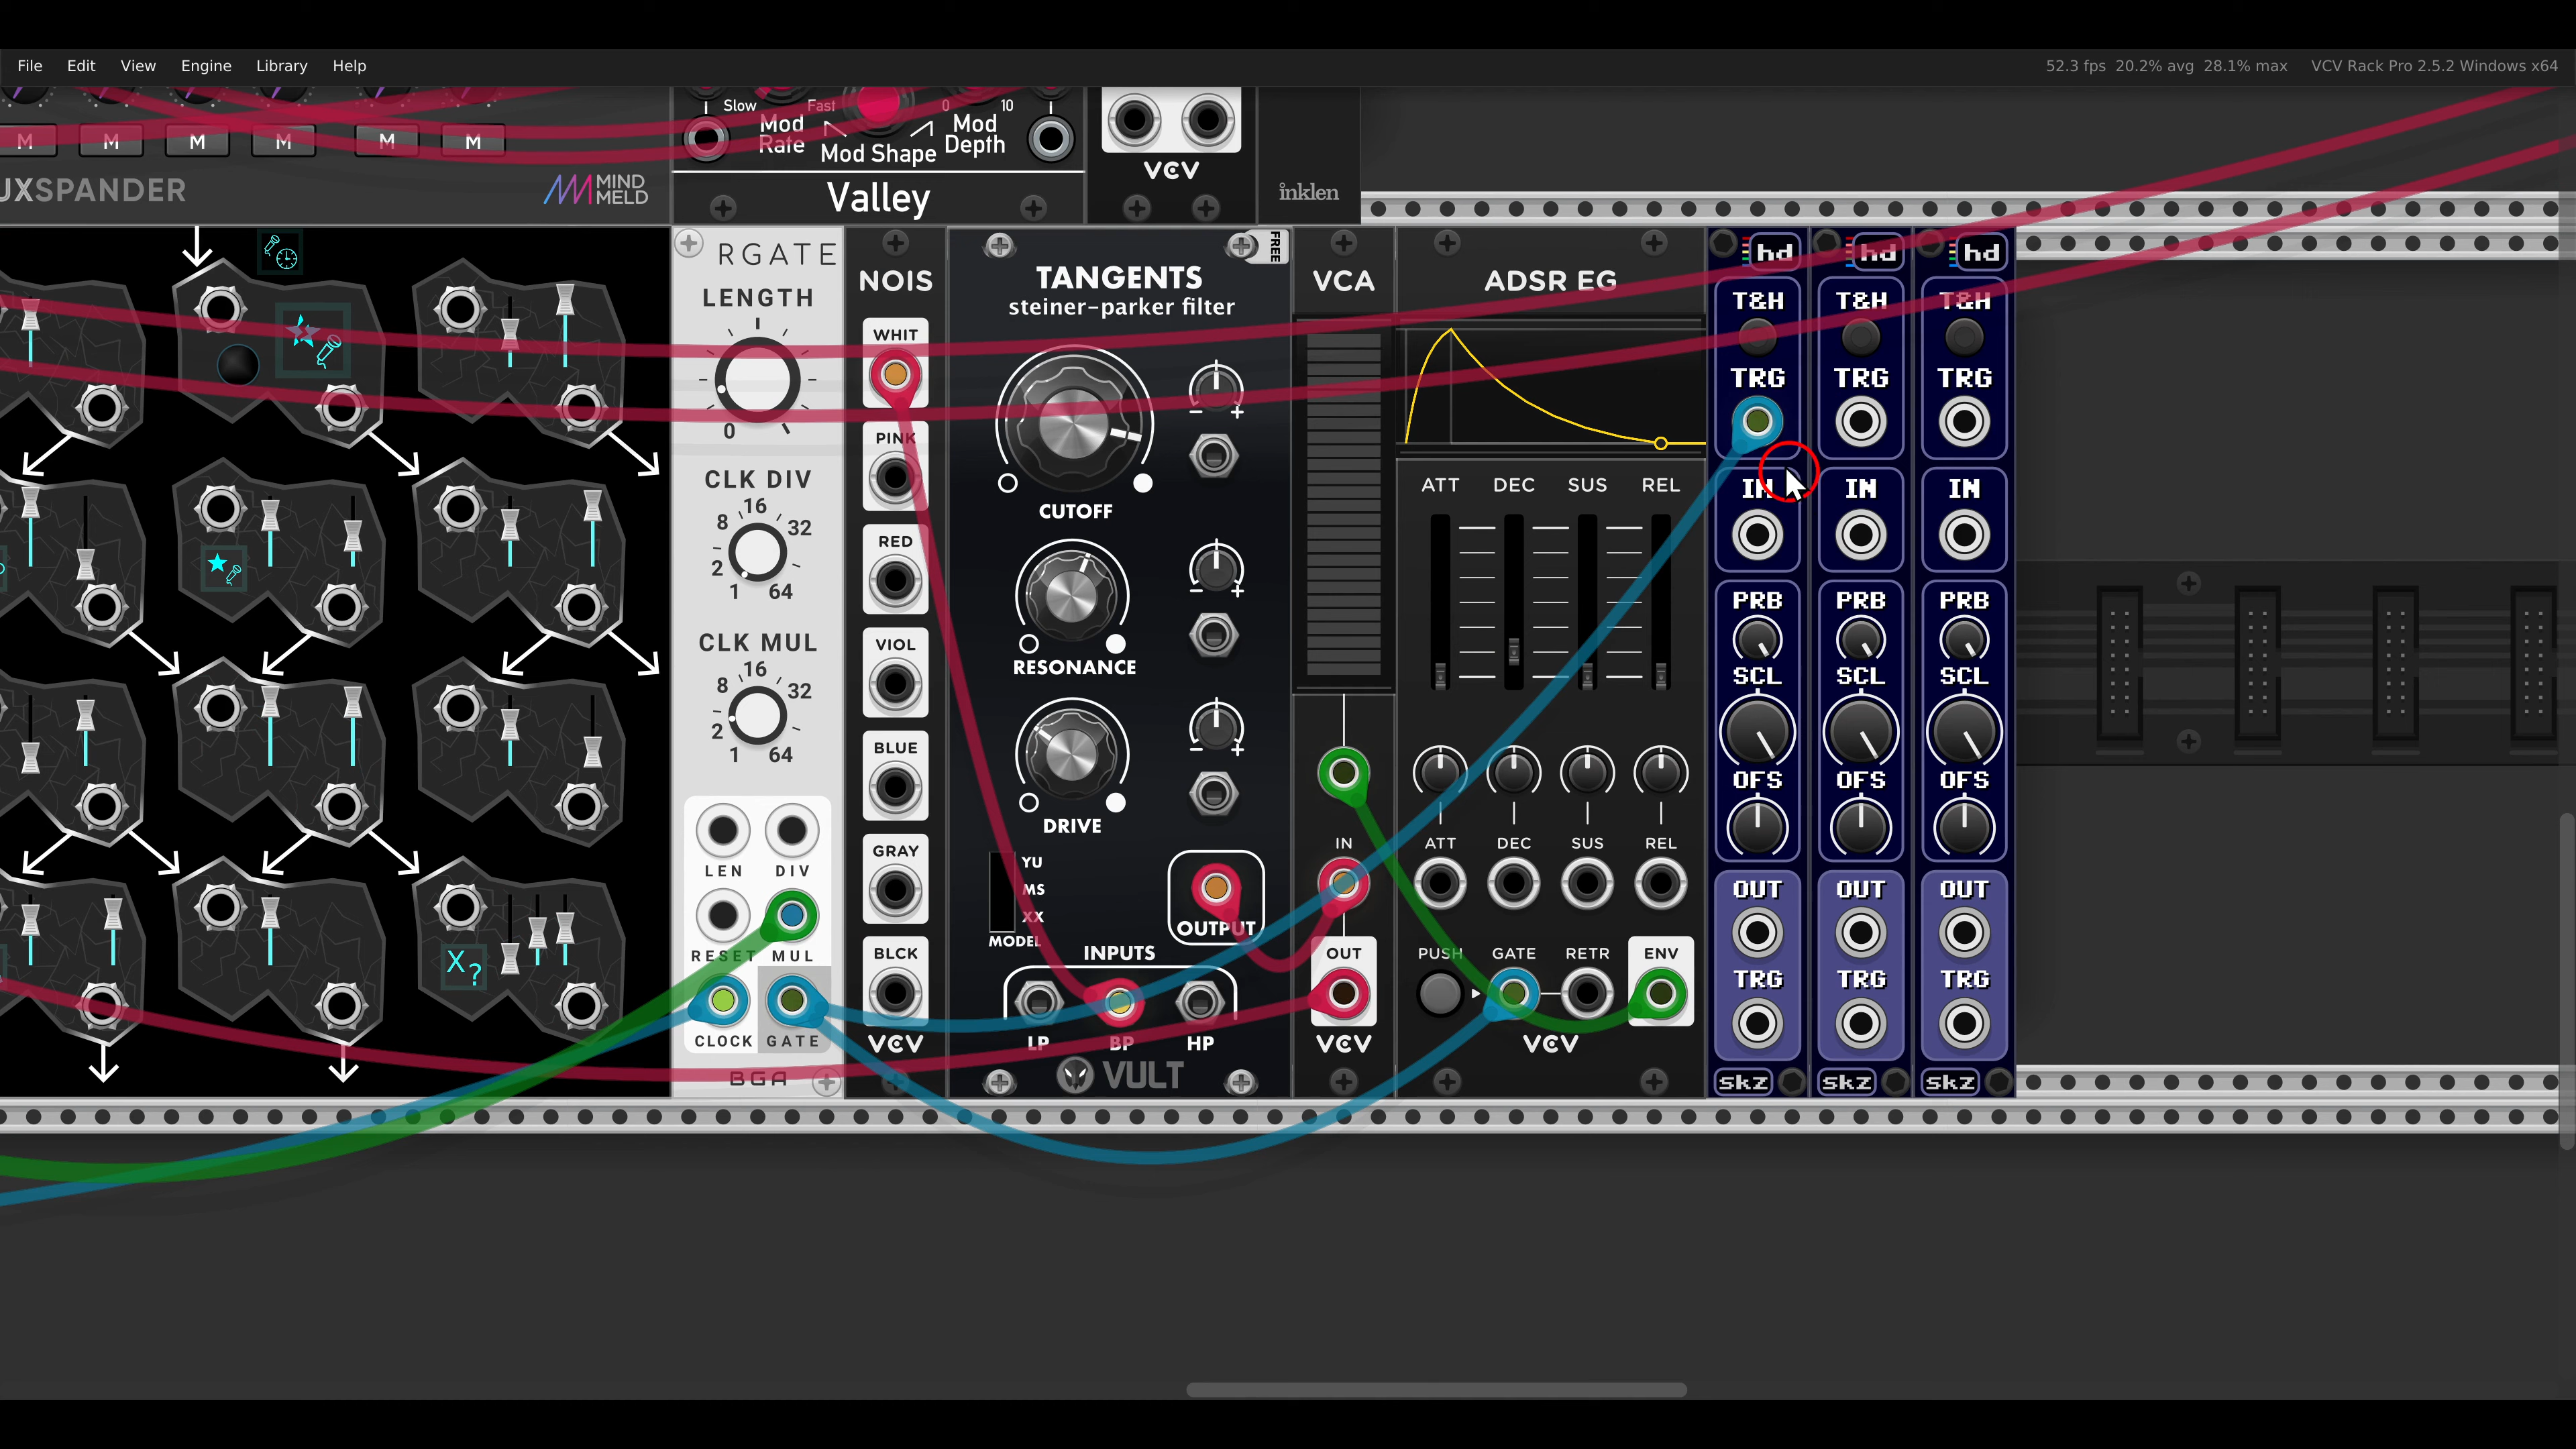 File Edit View Engine Library Help
52.3 fps 20.2% avg 28.1% max VCV Rack Pro 2.5.2 Windows x64
M M M M M M
UXSPANDER
MIND
MELD
Slow Fast 0 10
Mod
Rate
Mod Shape
Mod
Depth
Valley
VCV
inklen
RGATE
LENGTH
0
CLK DIV
16
8 32
2
1 64
CLK MUL
16
8 32
2
1 64
LEN DIV
RESET MUL
CLOCK GATE
BGA
NOIS
WHIT
PINK
RED
VIOL
BLUE
GRAY
BLCK
VCV
FREE
TANGENTS
steiner-parker filter
− +
CUTOFF
− +
RESONANCE
− +
DRIVE
YU
MS
XX
MODEL
OUTPUT
INPUTS
LP BP HP
VULT
VCA
IN
OUT
VCV
ADSR EG
ATT DEC SUS REL
ATT DEC SUS REL
PUSH GATE RETR ENV
VCV
hd hd hd
T&H T&H T&H
TRG TRG TRG
IN IN IN
PRB PRB PRB
SCL SCL SCL
OFS OFS OFS
OUT OUT OUT
TRG TRG TRG
skz skz skz
X?